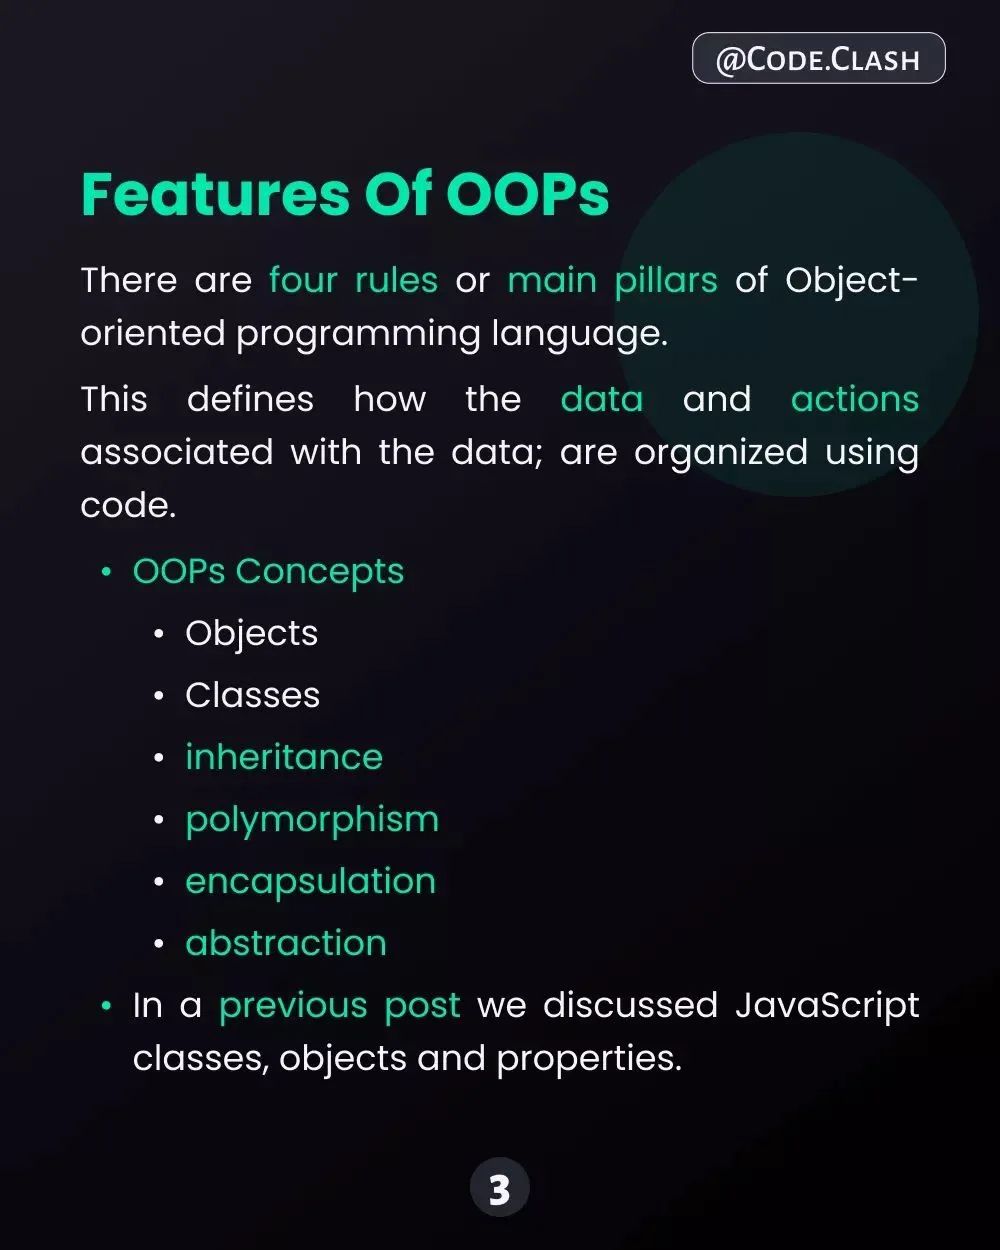 @Code.Clash
Features Of OOPs
There are four rules or main pillars of Object-
oriented programming language.
This defines how the data and actions
associated with the data; are organized using
code.
• OOPs Concepts
• Objects
• Classes
• inheritance
• polymorphism
• encapsulation
• abstraction
• In a previous post we discussed JavaScript
classes, objects and properties.
3